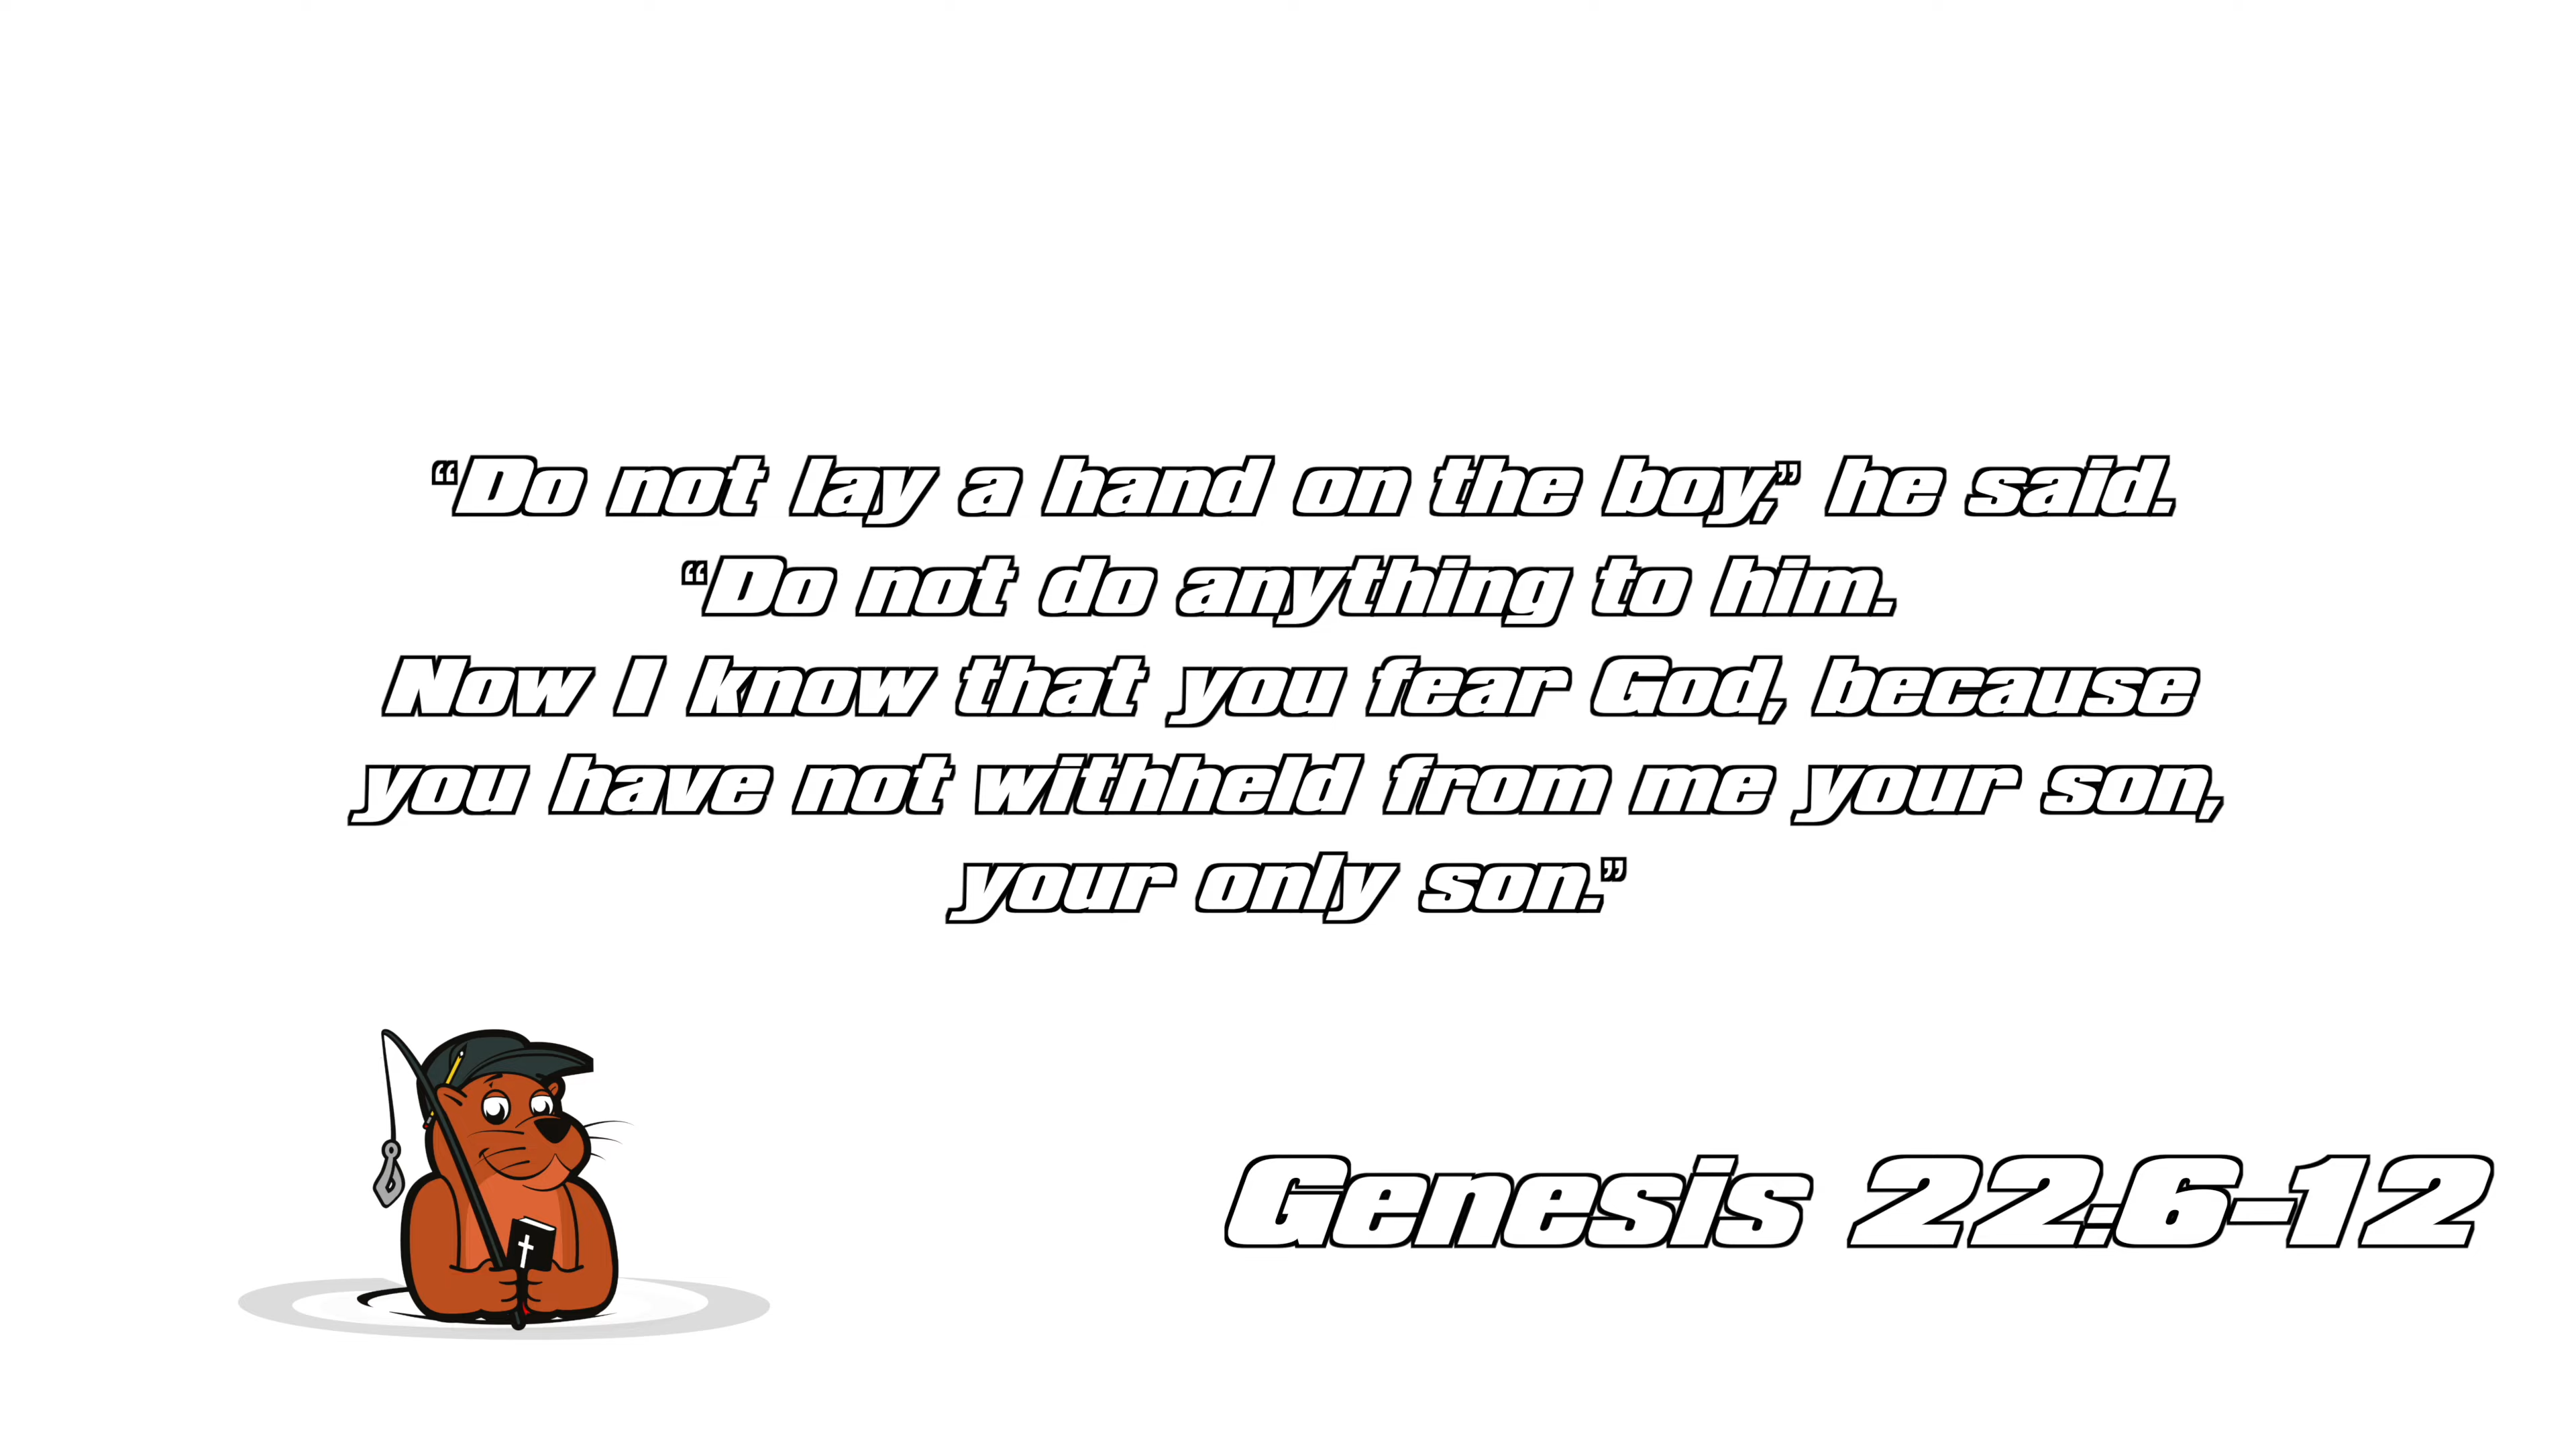 “Do not lay a hand on the boy,” he said.
“Do not do anything to him.
Now I know that you fear God, because
you have not withheld from me your son,
your only son.”
Genesis 22:6-12